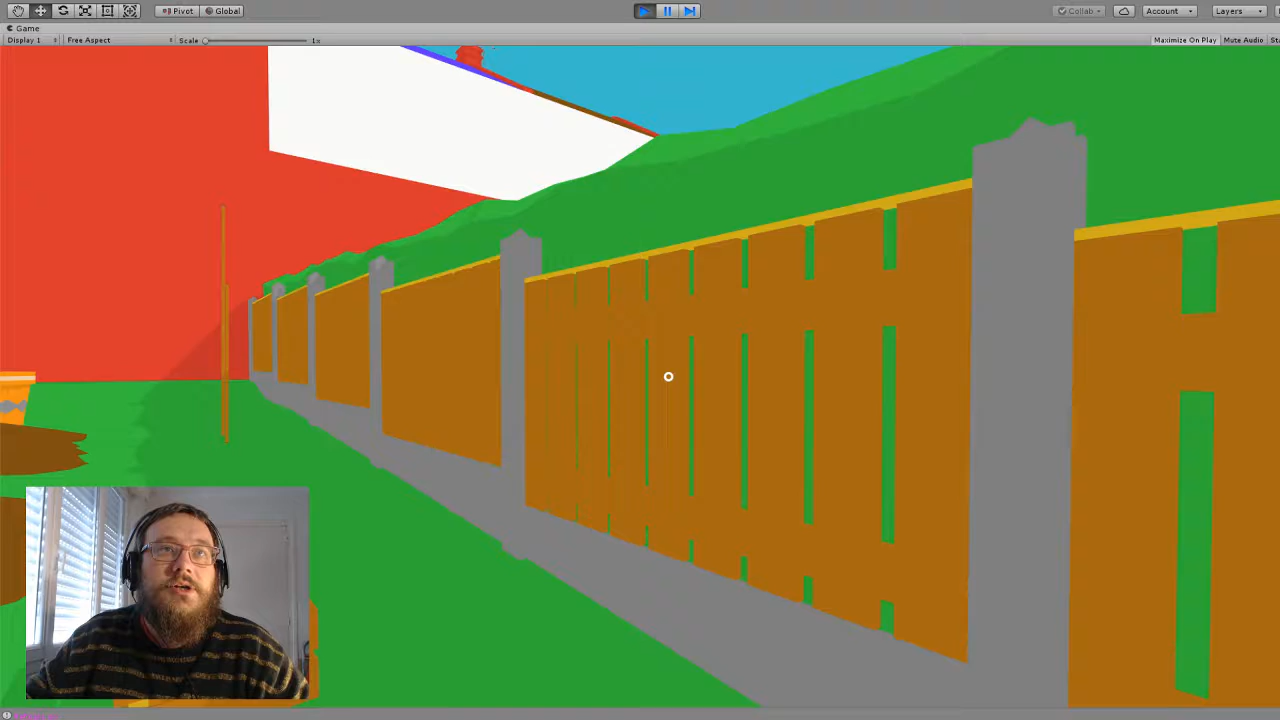 Pivot Global Collab Account Layers
Game
Display 1 Free Aspect Scale 1x Maximize On Play Mute Audio